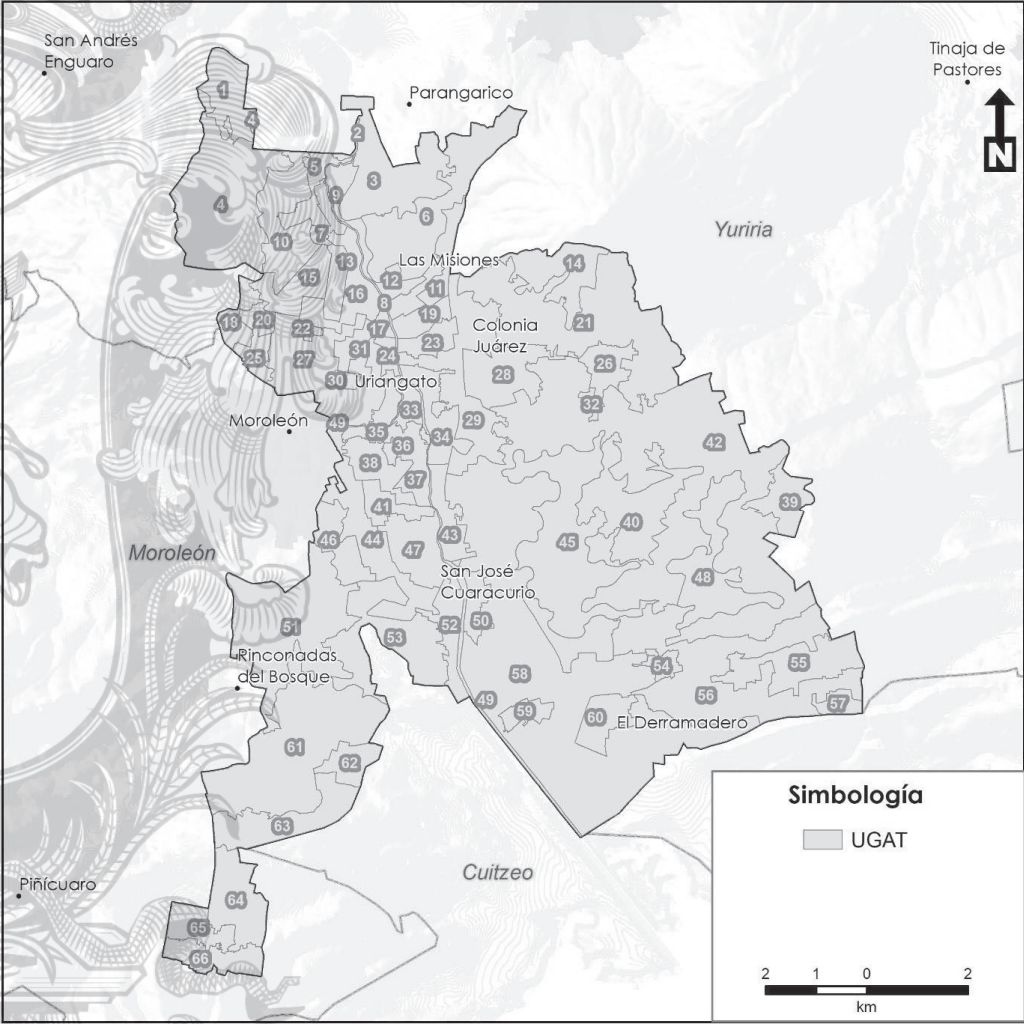 San Andrés
Enguaro
Tinaja de
Pastores
Parangarico
N
1
4
2
5
3
9
4
6
7
Yuriria
10
13
Las Misiones
14
15
12
11
16
8
18
20
22
17
19
Colonia
Juárez
21
31
24
23
25
27
26
28
30
Uriangato
32
33
29
Moroleón
49
35
36
34
42
38
37
39
41
40
46
44
47
43
45
Moroleón
San José
Cuaracurio
48
51
53
52
50
Rinconadas
del Bosque
54
55
58
56
49
59
60
El Derramadero
57
61
62
63
Simbología
UGAT
Cuitzeo
Piñícuaro
64
65
66
2 1 0 2
km